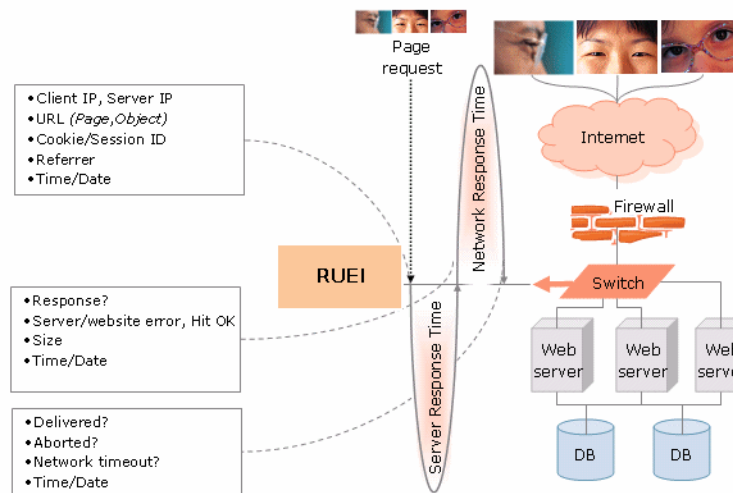 Page
request
• Client IP, Server IP
• URL (Page,Object)
• Cookie/Session ID
• Referrer
• Time/Date
RUEI
• Response?
• Server/website error, Hit OK
• Size
• Time/Date
• Delivered?
• Aborted?
• Network timeout?
• Time/Date
Server Response Time
Network Response Time
Internet
Firewall
Switch
Web
server
Web
server
Web
server
DB
DB